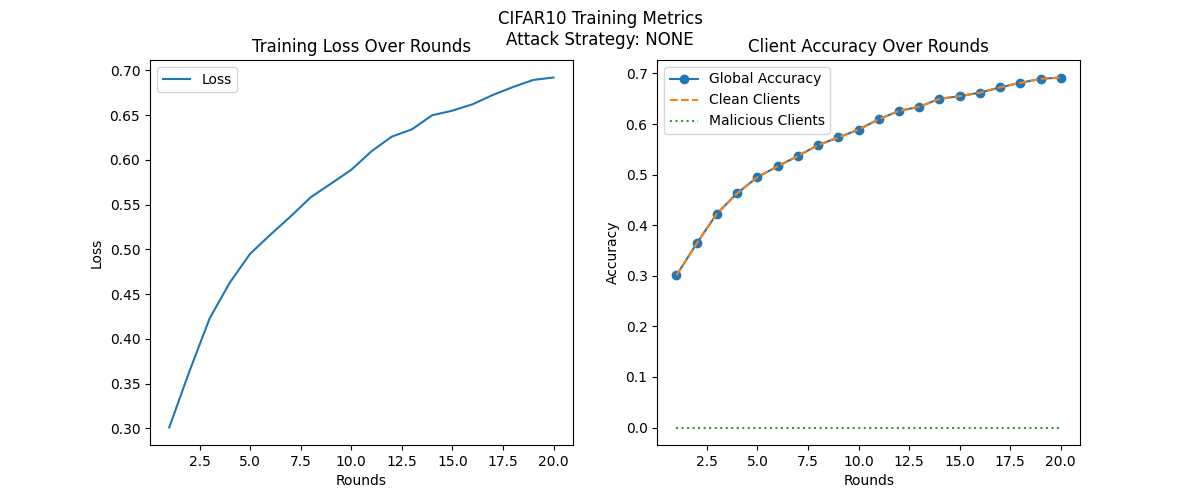 CIFAR10 Training Metrics
Attack Strategy: NONE
Training Loss Over Rounds
Loss
0.70
0.65
0.60
0.55
0.50
0.45
0.40
0.35
0.30
Loss
2.5 5.0 7.5 10.0 12.5 15.0 17.5 20.0
Rounds
Client Accuracy Over Rounds
Global Accuracy
Clean Clients
Malicious Clients
0.7
0.6
0.5
0.4
0.3
0.2
0.1
0.0
Accuracy
2.5 5.0 7.5 10.0 12.5 15.0 17.5 20.0
Rounds